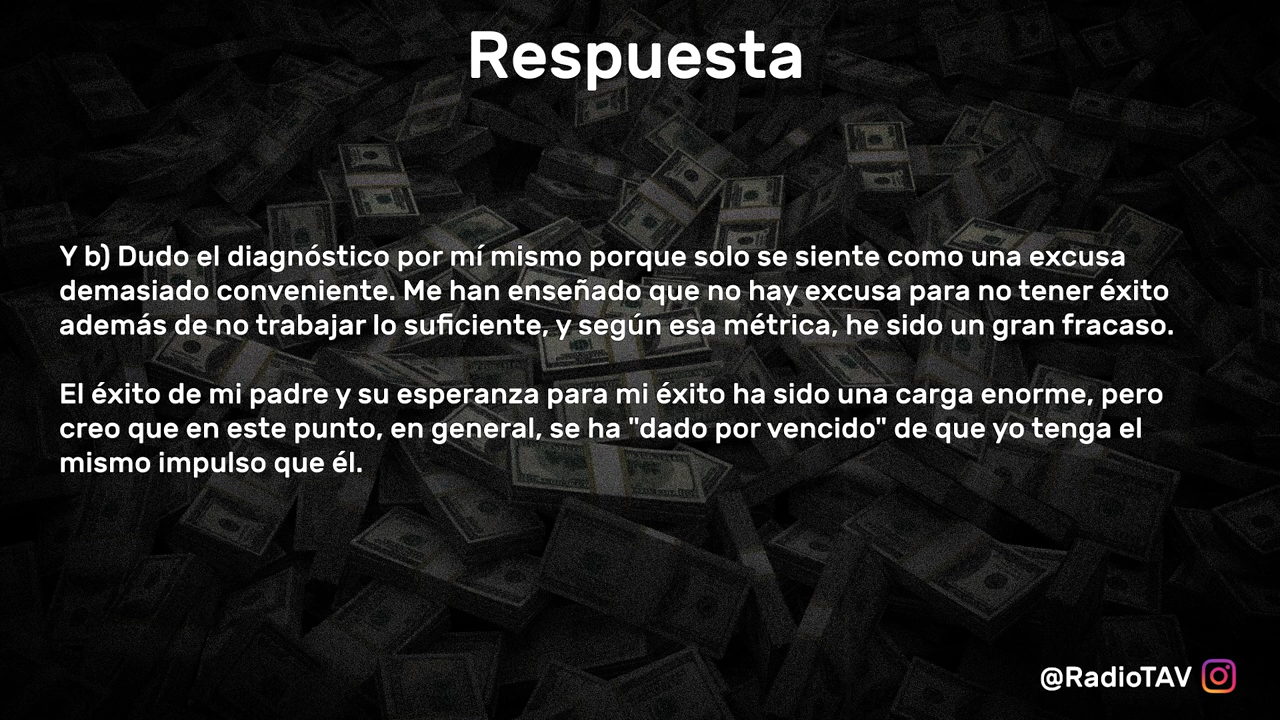 Respuesta
Y b) Dudo el diagnóstico por mí mismo porque solo se siente como una excusa
demasiado conveniente. Me han enseñado que no hay excusa para no tener éxito
además de no trabajar lo suficiente, y según esa métrica, he sido un gran fracaso.
El éxito de mi padre y su esperanza para mi éxito ha sido una carga enorme, pero
creo que en este punto, en general, se ha "dado por vencido" de que yo tenga el
mismo impulso que él.
@RadioTAV